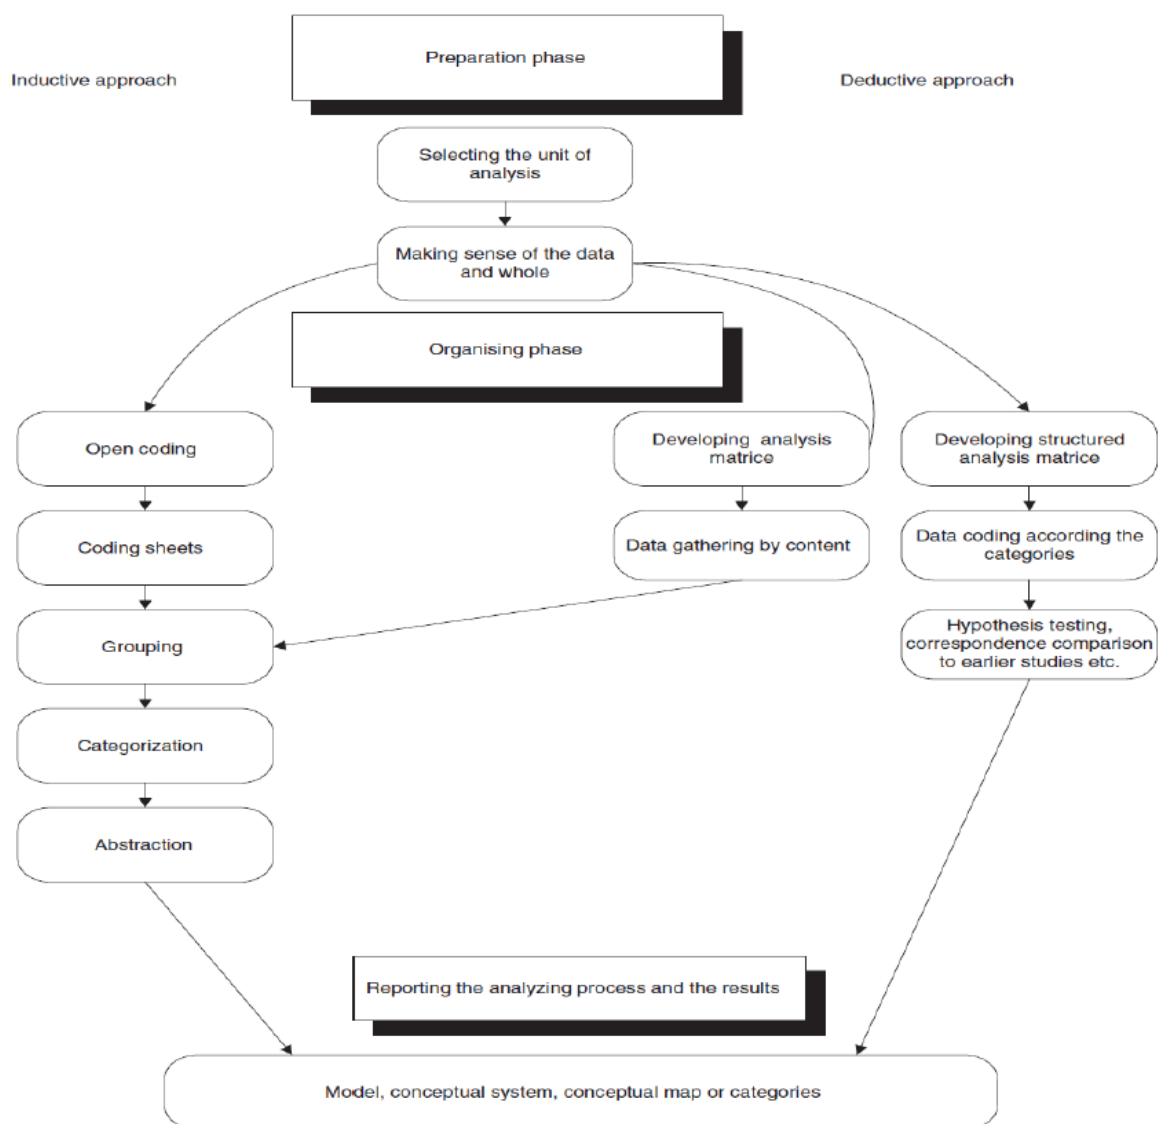 Preparation phase
Inductive approach
Deductive approach
Selecting the unit of
analysis
Making sense of the data
and whole
Organising phase
Open coding
Developing analysis
matrice
Developing structured
analysis matrice
Coding sheets
Data gathering by content
Data coding according the
categories
Grouping
Hypothesis testing,
correspondence comparison
to earlier studies etc.
Categorization
Abstraction
Reporting the analyzing process and the results
Model, conceptual system, conceptual map or categories